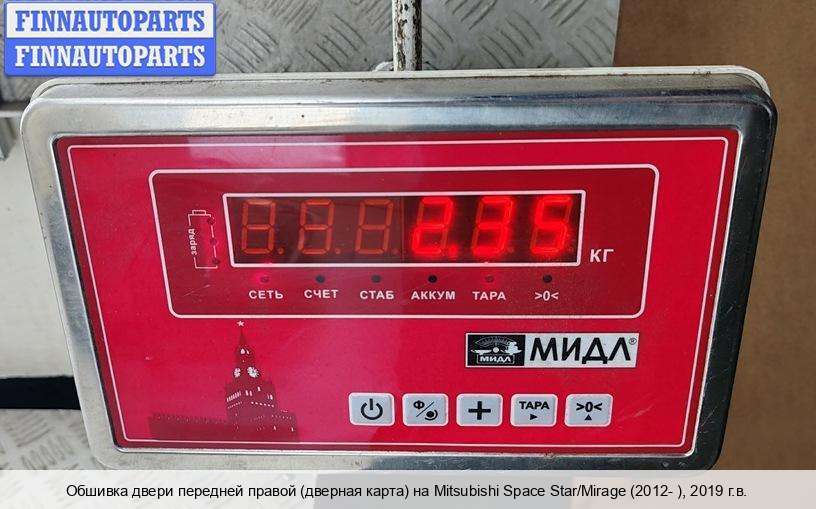 FINNAUTOPARTS
FINNAUTOPARTS
заряд
2.35
КГ
СЕТЬ СЧЕТ СТАБ АККУМ ТАРА >0<
МИДЛ МИДЛ®
Ф ТАРА >0<
Обшивка двери передней правой (дверная карта) на Mitsubishi Space Star/Mirage (2012- ), 2019 г.в.